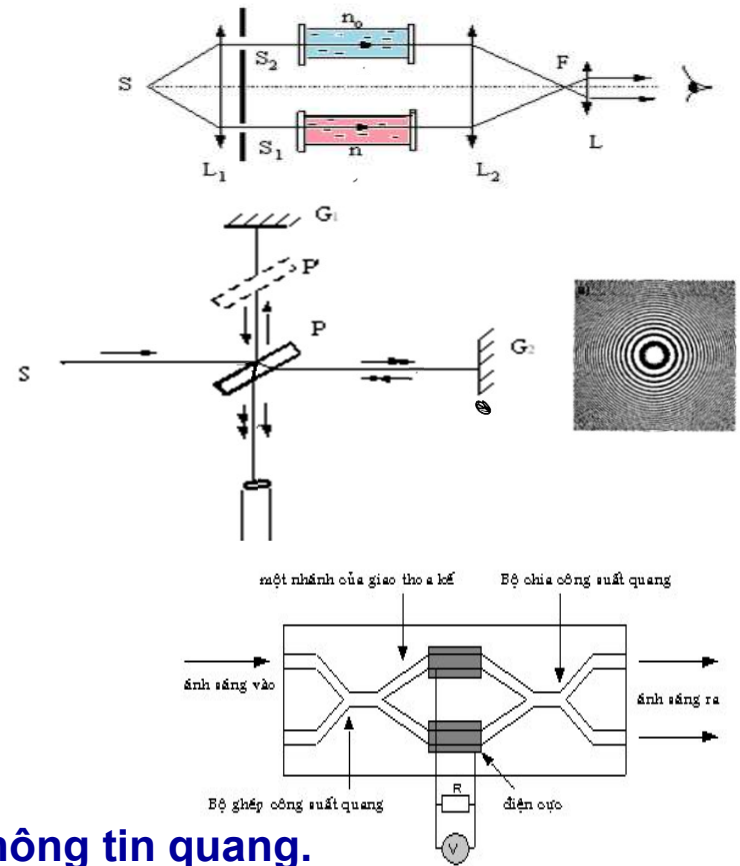 n₀
S₂
F
S
S₁
n
L
L₁
L₂
G₁
P'
P
G₂
S
một nhánh của giao thoa kế
Bộ chia công suất quang
ánh sáng vào
ánh sáng ra
Bộ ghép công suất quang
R
điện cực
V
hông tin quang.